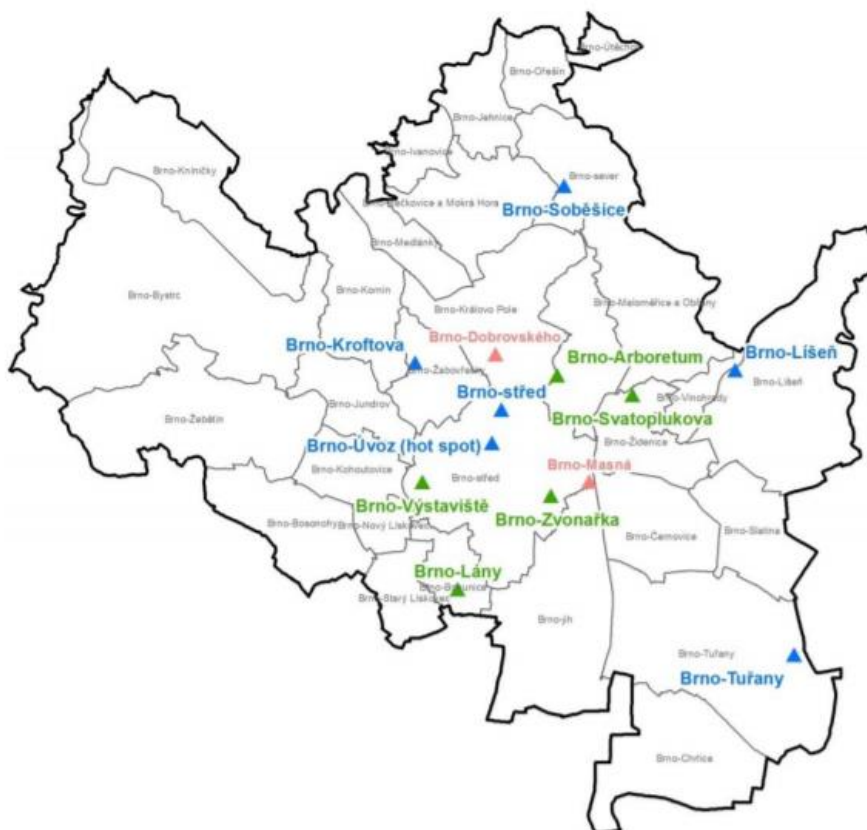 Brno-Útěchov
Brno-Ořešín
Brno-Jehnice
Brno-Ivanovice
Brno-Kníničky
Brno-sever
Brno-Soběšice
Mokrá Hora
Brno-Medlánky
Brno-Bystrc
Brno-Komín
Brno-Královo Pole
Brno-Maloměřice a Obřany
Brno-Dobrovského
Brno-Kroftova
Brno-Arboretum
Brno-Líšeň
Brno-Žabovřesky
Brno-Líšeň
Brno-střed
Brno-Vinohrady
Brno-Jundrov
Brno-Žebětín
Brno-Svatoplukova
Brno-Úvoz (hot spot)
Brno-Židenice
Brno-Kohoutovice
Brno-střed
Brno-Masná
Brno-Výstaviště
Brno-Zvonařka
Brno-Bosonohy
Brno-Nový Lískovec
Brno-Černovice
Brno-Slatina
Brno-Lány
Brno-Starý Lískovec
Brno-jih
Brno-Tuřany
Brno-Tuřany
Brno-Chrlice